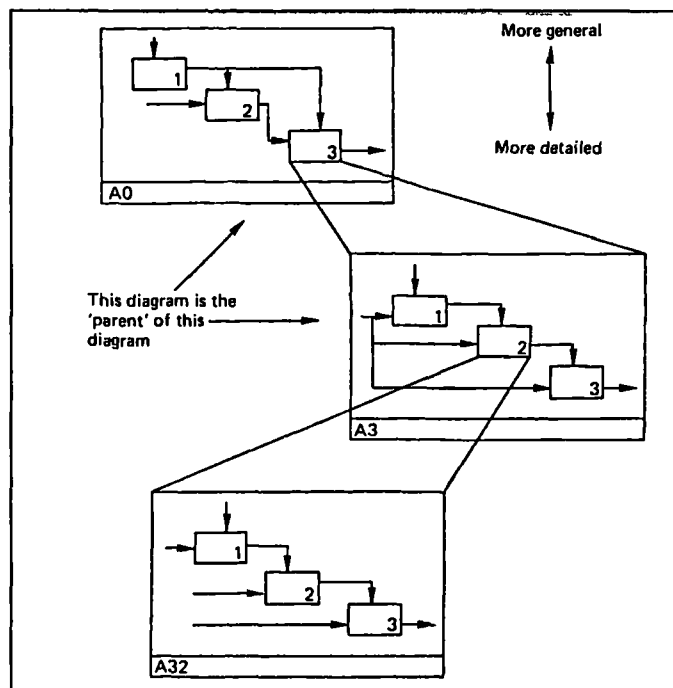 More general
1
2
3
More detailed
A0
This diagram is the
'parent' of this
diagram
1
2
3
A3
1
2
3
A32